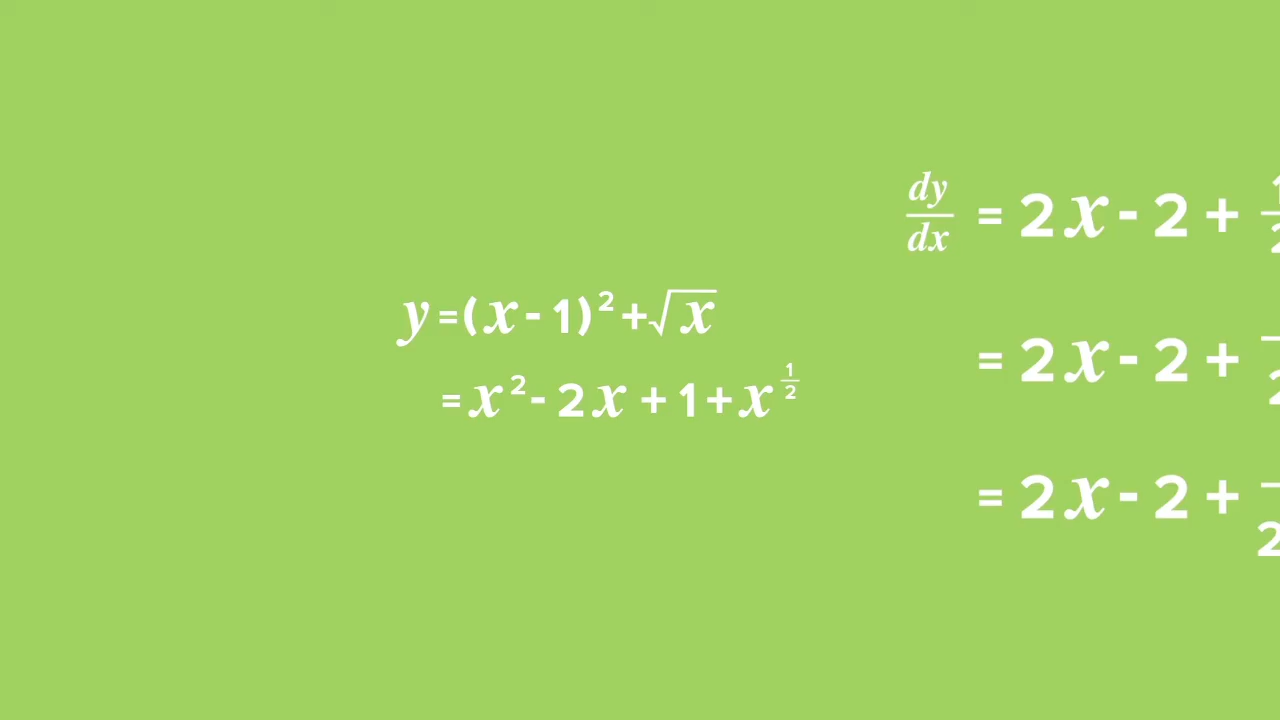 y = (x - 1)² + √x
= x² - 2x + 1 + x^(1/2)
dy/dx = 2x - 2 +
= 2x - 2 +
= 2x - 2 +